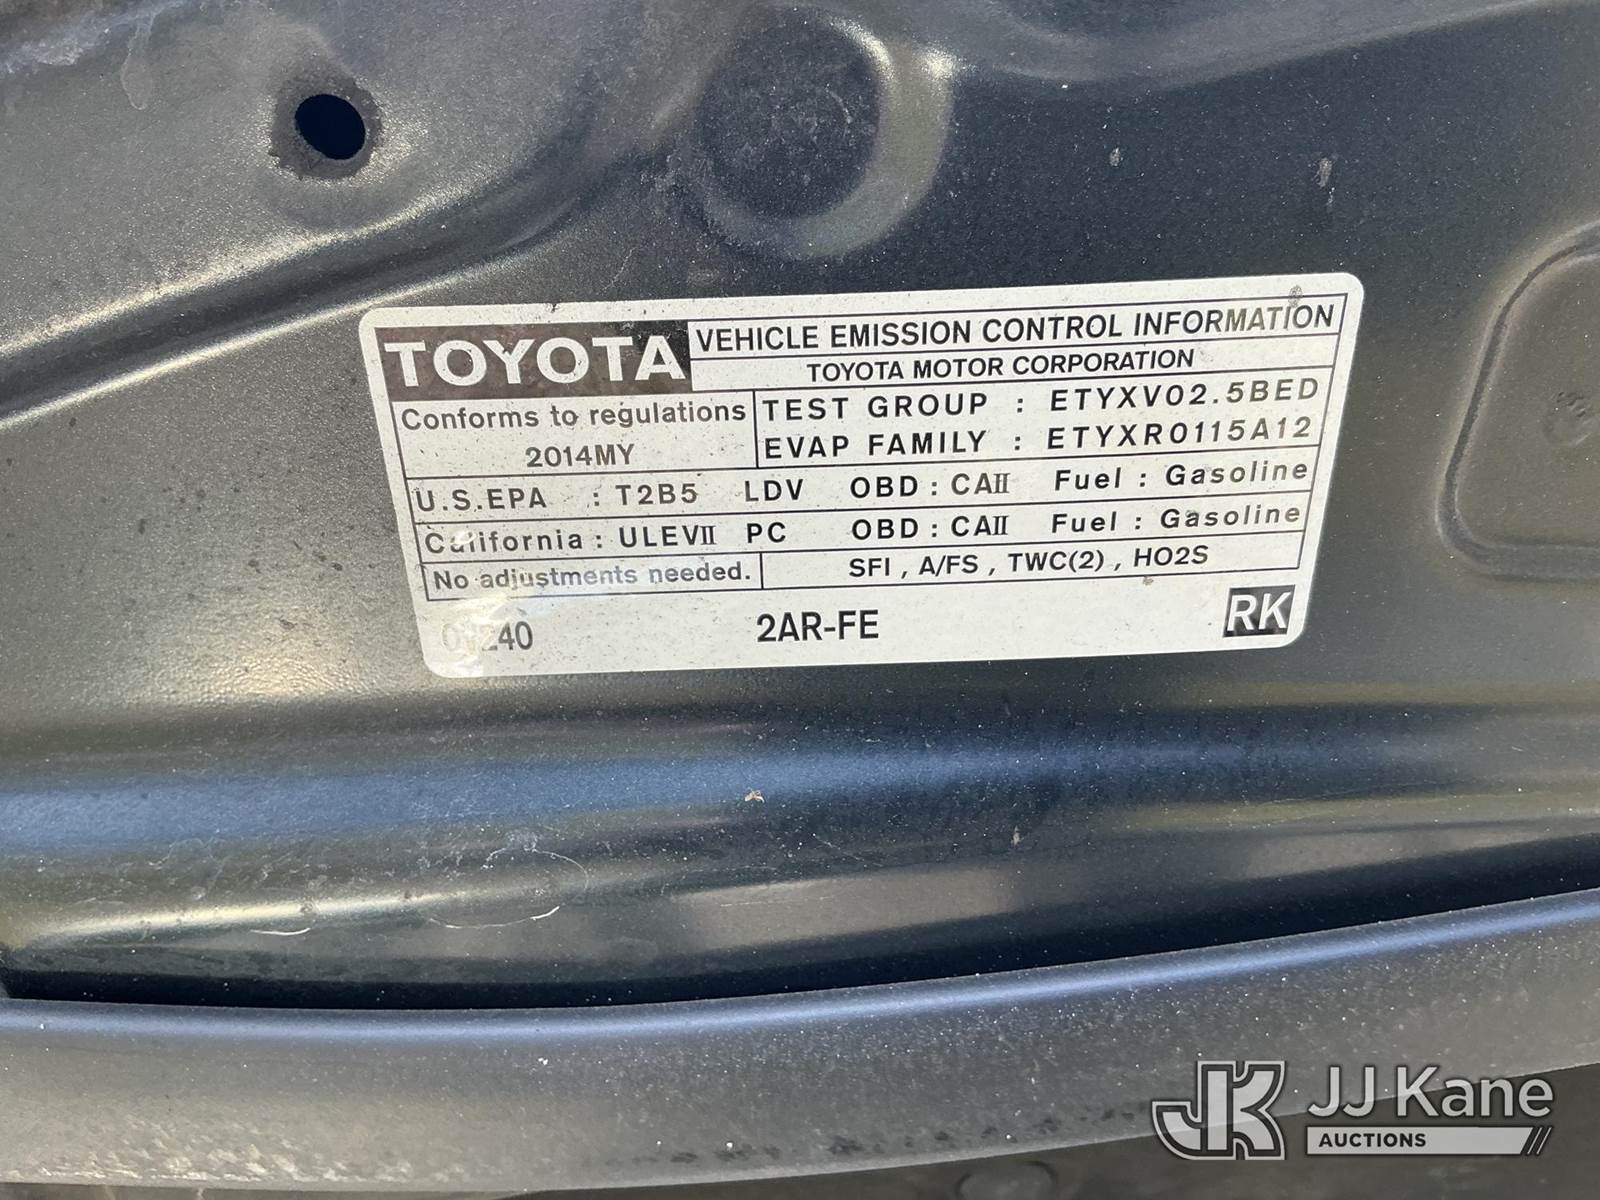 TOYOTA
VEHICLE EMISSION CONTROL INFORMATION
TOYOTA MOTOR CORPORATION
Conforms to regulations
2014MY
TEST GROUP : ETYXV02.5BED
EVAP FAMILY : ETYXR0115A12
U.S.EPA : T2B5 LDV OBD : CAII Fuel : Gasoline
California : ULEVII PC OBD : CAII Fuel : Gasoline
No adjustments needed.
SFI , A/FS , TWC(2) , HO2S
2AR-FE
RK
JK JJ Kane
AUCTIONS